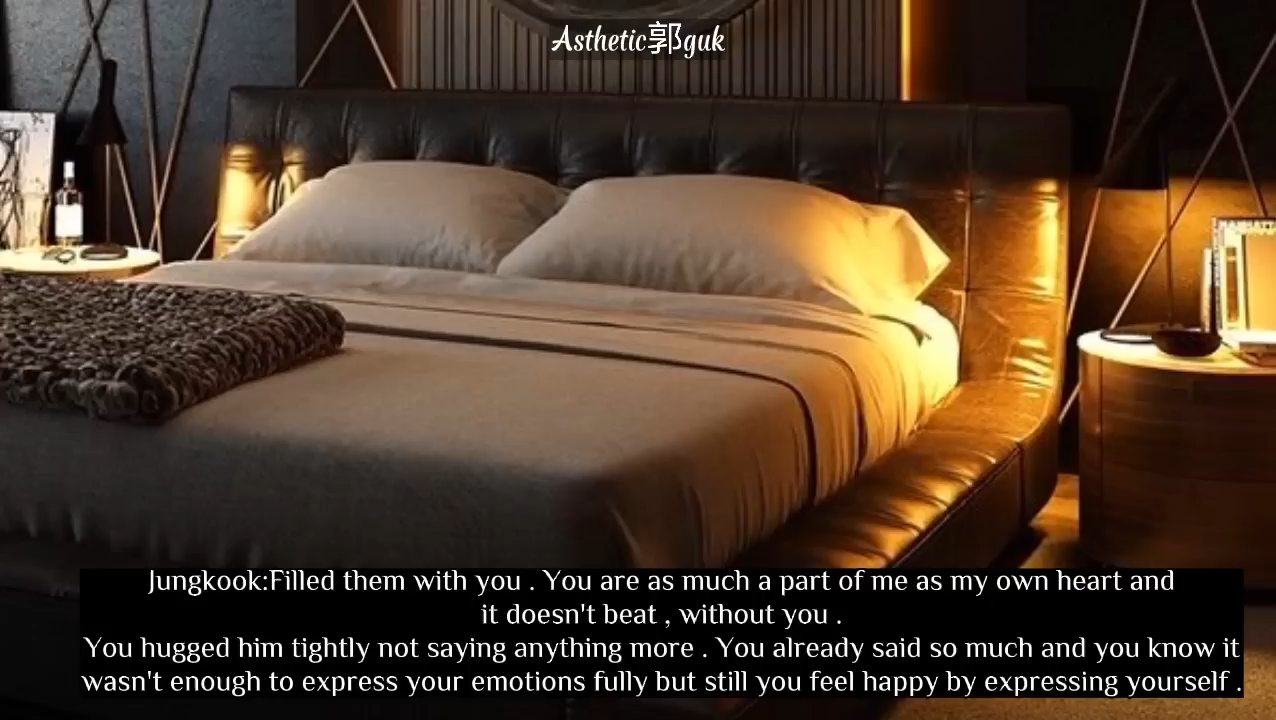 Asthetic郭guk
MANHATTA
Jungkook:Filled them with you . You are as much a part of me as my own heart and
it doesn't beat , without you .
You hugged him tightly not saying anything more . You already said so much and you know it
wasn't enough to express your emotions fully but still you feel happy by expressing yourself .